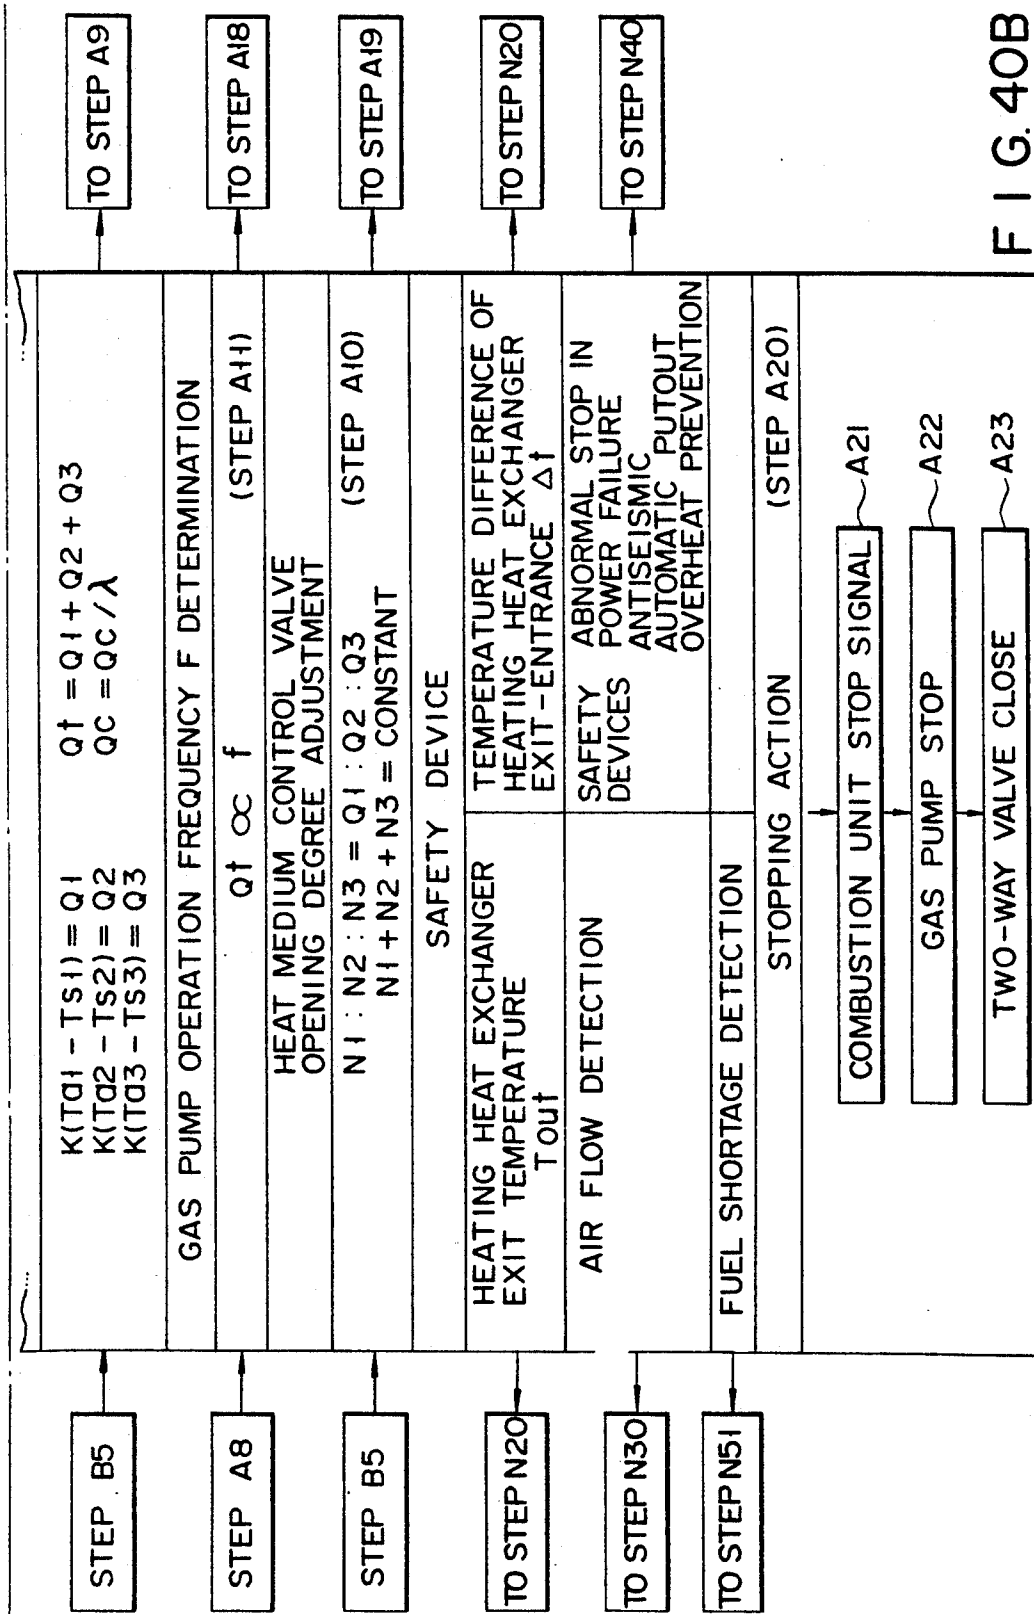 STEP B5
K(Ta1 - TS1) = Q1
K(Ta2 - Ts2) = Q2
K(Ta3 - TS3) = Q3
Qt = Q1 + Q2 + Q3
QC = QC / λ
TO STEP A9
GAS PUMP OPERATION FREQUENCY F DETERMINATION
STEP A8
Qt ∝ f
(STEP A11)
TO STEP A18
HEAT MEDIUM CONTROL VALVE
OPENING DEGREE ADJUSTMENT
STEP B5
N1 : N2 : N3 = Q1 : Q2 : Q3
N1 + N2 + N3 = CONSTANT
(STEP A10)
TO STEP A19
SAFETY DEVICE
TO STEP N20
HEATING HEAT EXCHANGER
EXIT TEMPERATURE
Tout
TEMPERATURE DIFFERENCE OF
HEATING HEAT EXCHANGER
EXIT-ENTRANCE Δt
TO STEP N20
TO STEP N30
AIR FLOW DETECTION
SAFETY
DEVICES
ABNORMAL STOP IN
POWER FAILURE
ANTISEISMIC
AUTOMATIC PUTOUT
OVERHEAT PREVENTION
TO STEP N40
TO STEP N51
FUEL SHORTAGE DETECTION
STOPPING ACTION
(STEP A20)
COMBUSTION UNIT STOP SIGNAL
A21
GAS PUMP STOP
A22
TWO-WAY VALVE CLOSE
A23
FIG. 40B